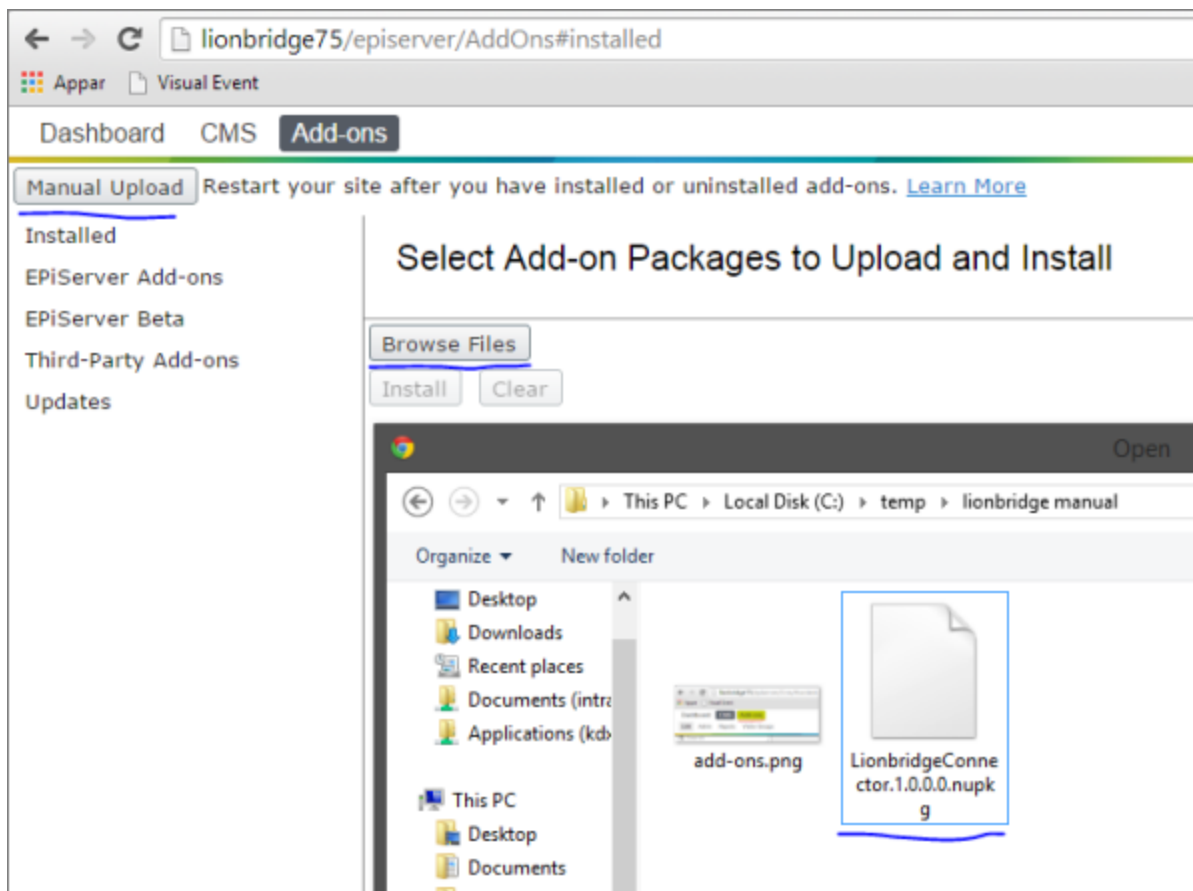 lionbridge75/episerver/AddOns#installed
Appar Visual Event
Dashboard CMS Add-ons
Manual Upload Restart your site after you have installed or uninstalled add-ons. Learn More
Installed
EPiServer Add-ons
EPiServer Beta
Third-Party Add-ons
Updates
Select Add-on Packages to Upload and Install
Browse Files
Install Clear
Open
This PC Local Disk (C:) temp lionbridge manual
Organize New folder
Desktop
Downloads
Recent places
Documents (intra
Applications (kdx
This PC
Desktop
Documents
add-ons.png
LionbridgeConne
ctor.1.0.0.0.nupk
g